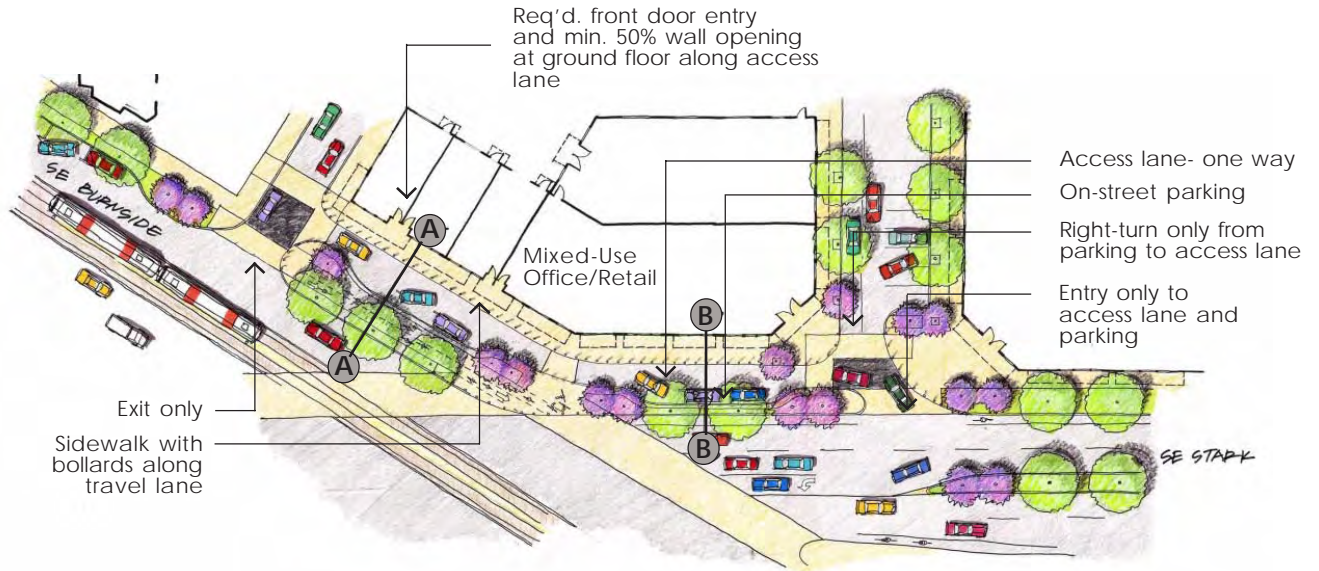 Req'd. front door entry
and min. 50% wall opening
at ground floor along access
lane
Access lane- one way
On-street parking
Right-turn only from
parking to access lane
Entry only to
access lane and
parking
SE BURNSIDE
A
Mixed-Use
Office/Retail
B
A
B
Exit only
Sidewalk with
bollards along
travel lane
SE STARK